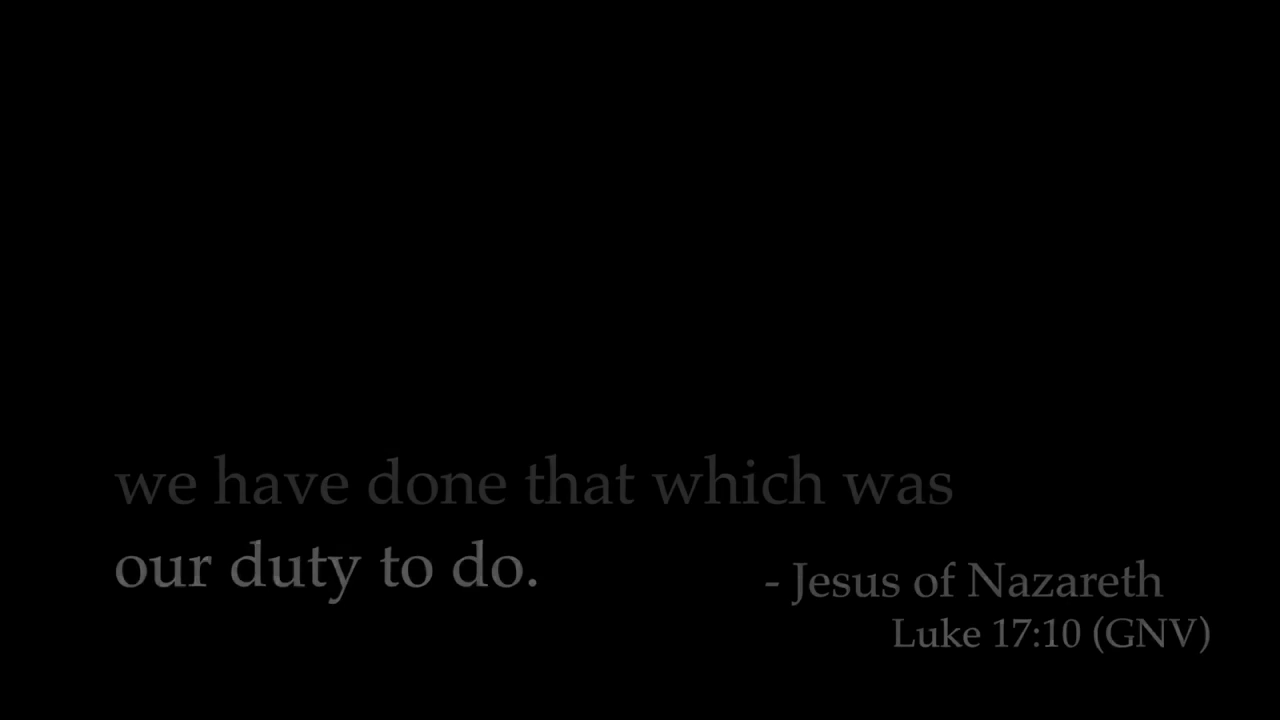 we have done that which was
our duty to do.
- Jesus of Nazareth
Luke 17:10 (GNV)